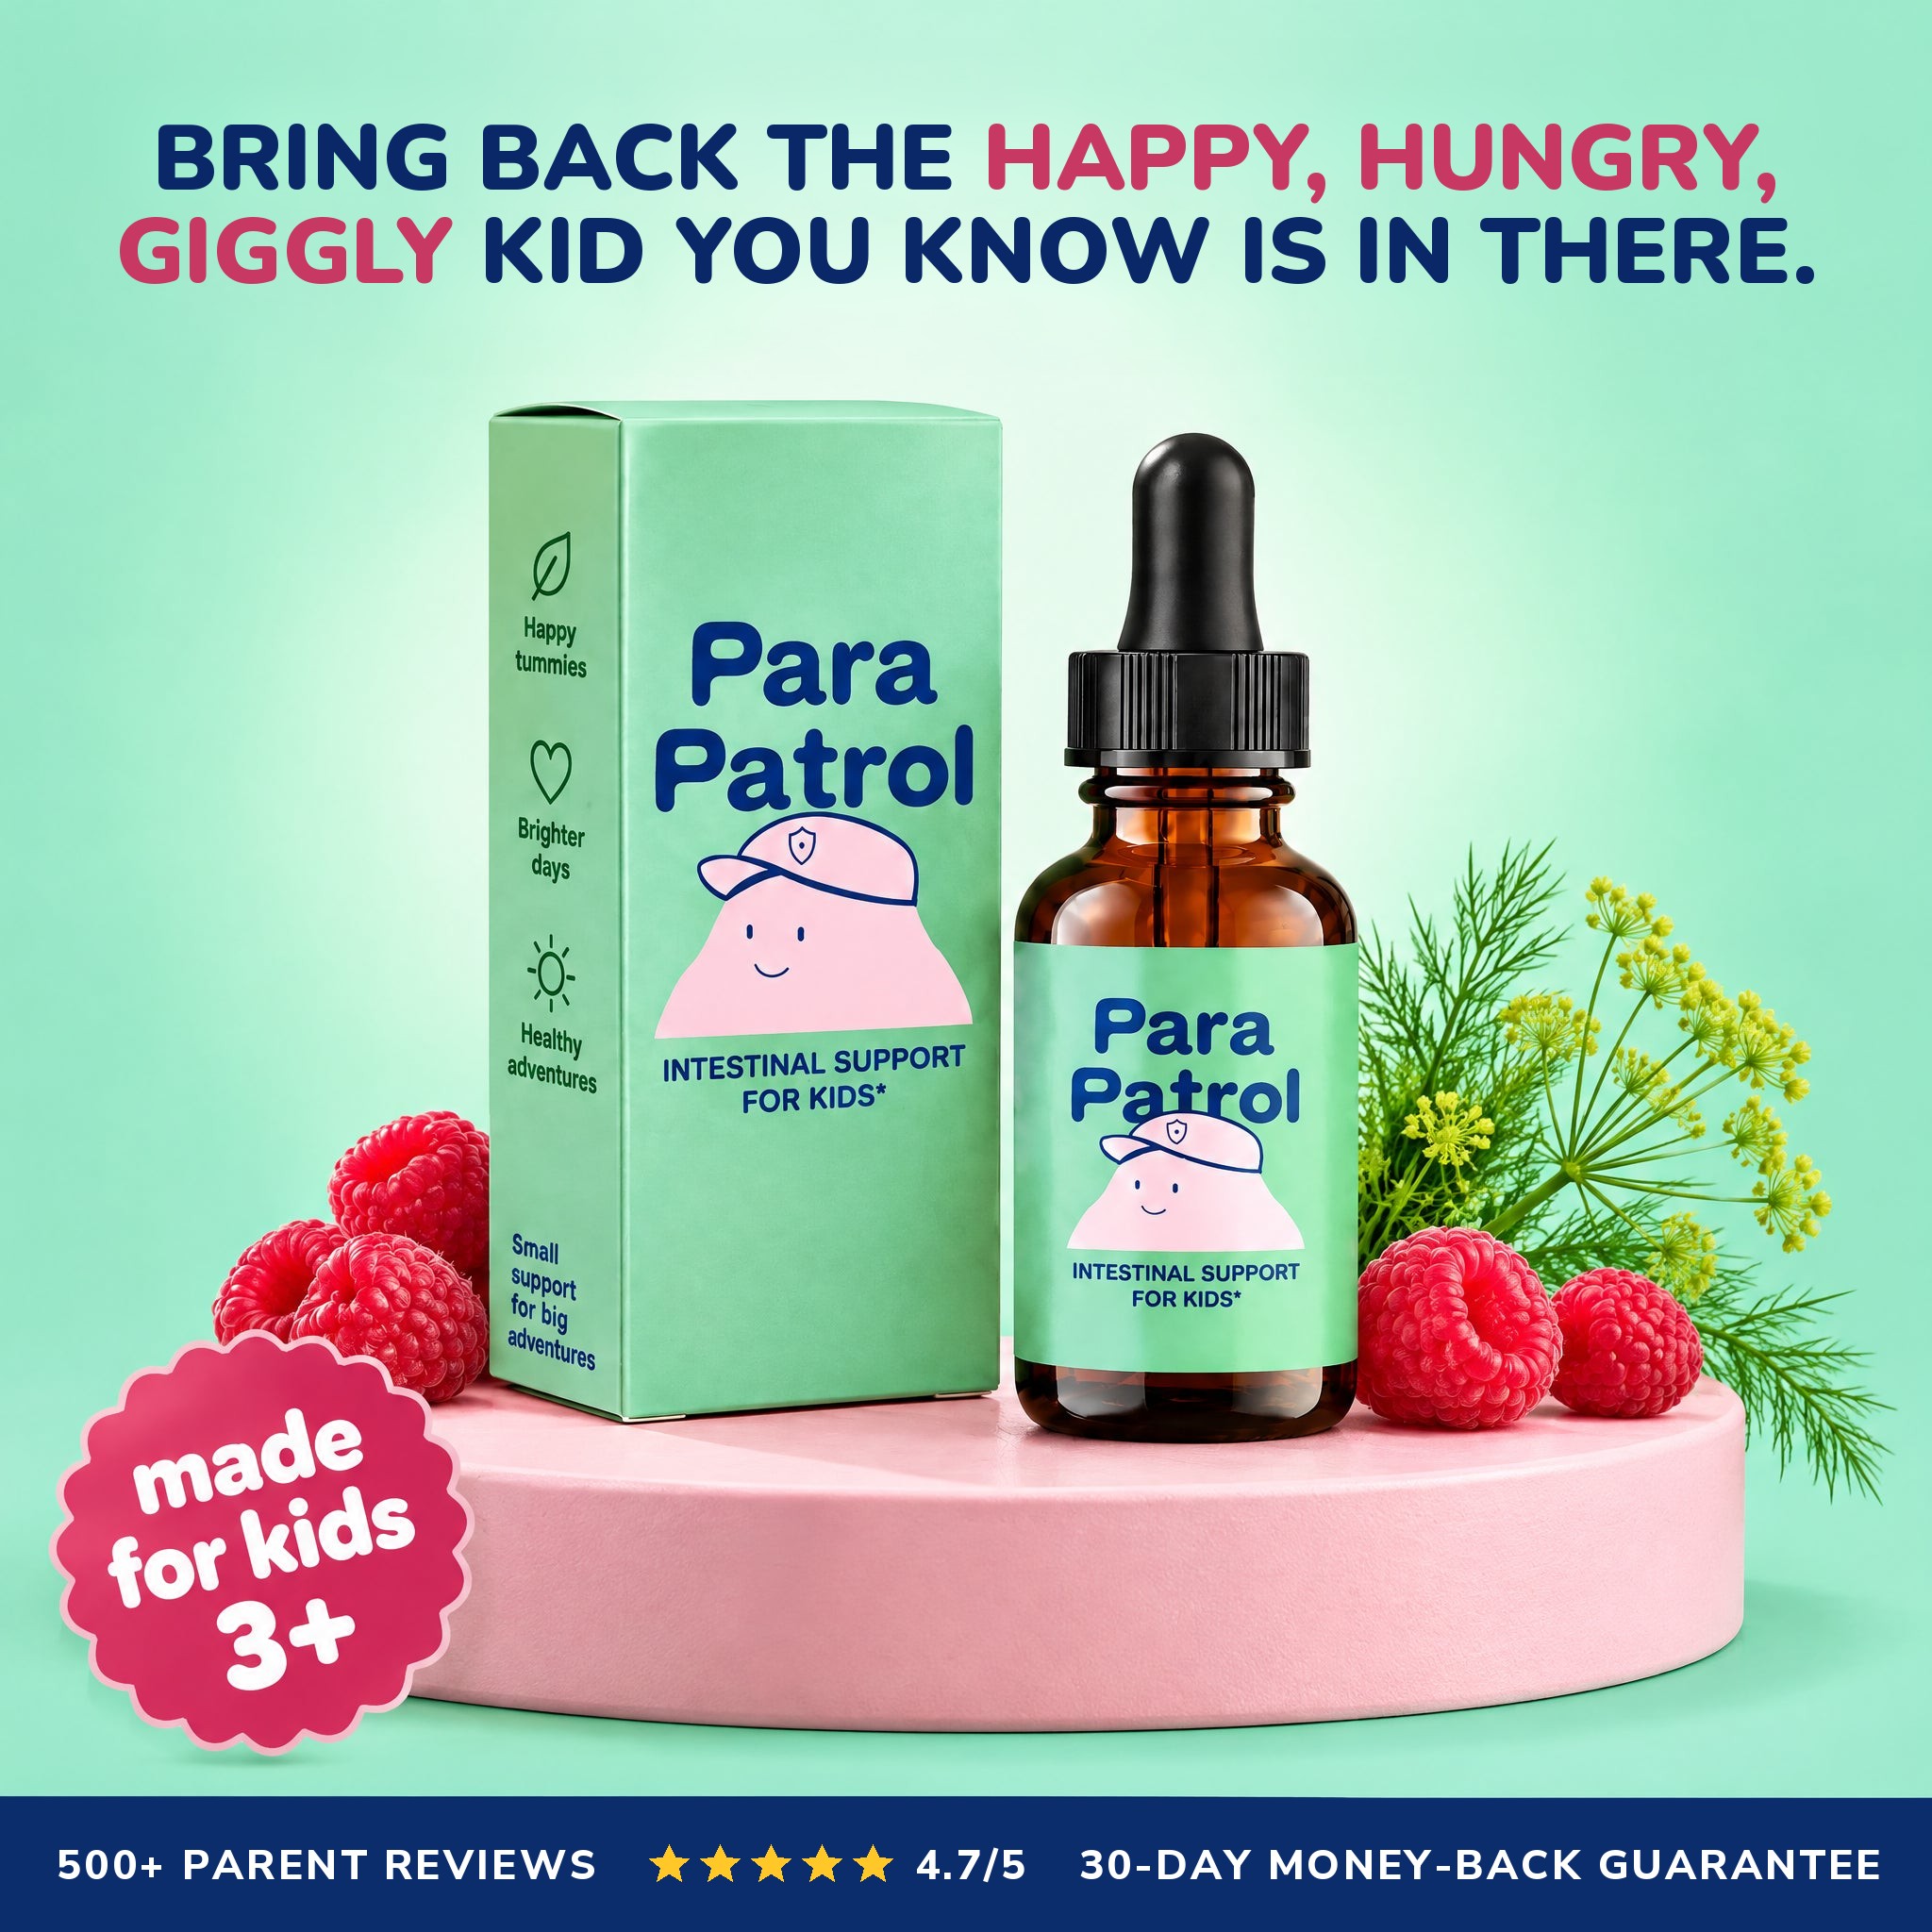 BRING BACK THE HAPPY, HUNGRY,
GIGGLY KID YOU KNOW IS IN THERE.
Happy
tummies
Brighter
days
Healthy
adventures
Small
support
for big
adventures
Para
Patrol
INTESTINAL SUPPORT
FOR KIDS*
Para
Patrol
INTESTINAL SUPPORT
FOR KIDS*
made
for kids
3+
500+ PARENT REVIEWS 4.7/5 30-DAY MONEY-BACK GUARANTEE